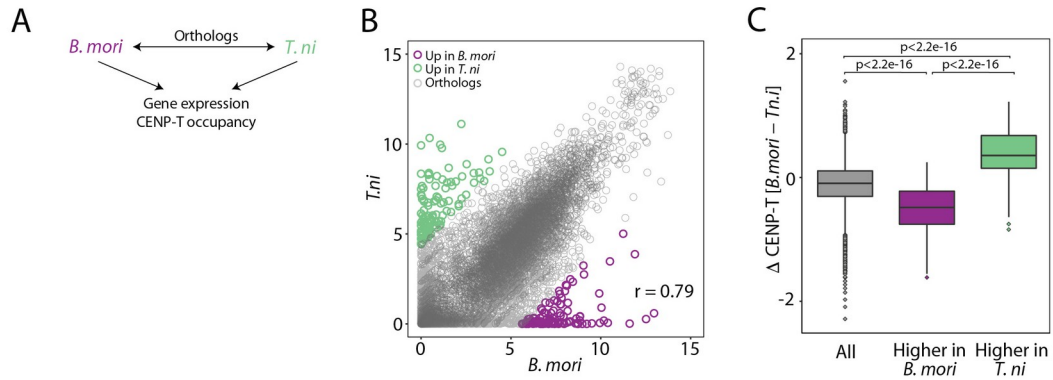 A
Orthologs
B. mori
T. ni
Gene expression
CENP-T occupancy
B
Up in B. mori
Up in T. ni
Orthologs
15
10
5
0
T.ni
r = 0.79
0
5
10
15
B. mori
C
2
0
-2
Δ CENP-T [B.mori – Tn.i]
p<2.2e-16
p<2.2e-16
p<2.2e-16
All
Higher in
B. mori
Higher in
T. ni